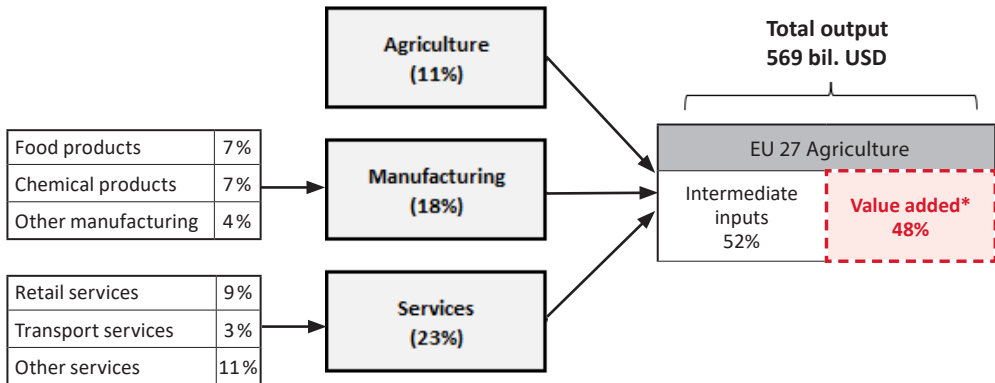 Agriculture
(11%)
Total output
569 bil. USD
Food products 7%
Chemical products 7%
Other manufacturing 4%
Manufacturing
(18%)
EU 27 Agriculture
Intermediate
inputs
52%
Value added*
48%
Retail services 9%
Transport services 3%
Other services 11%
Services
(23%)